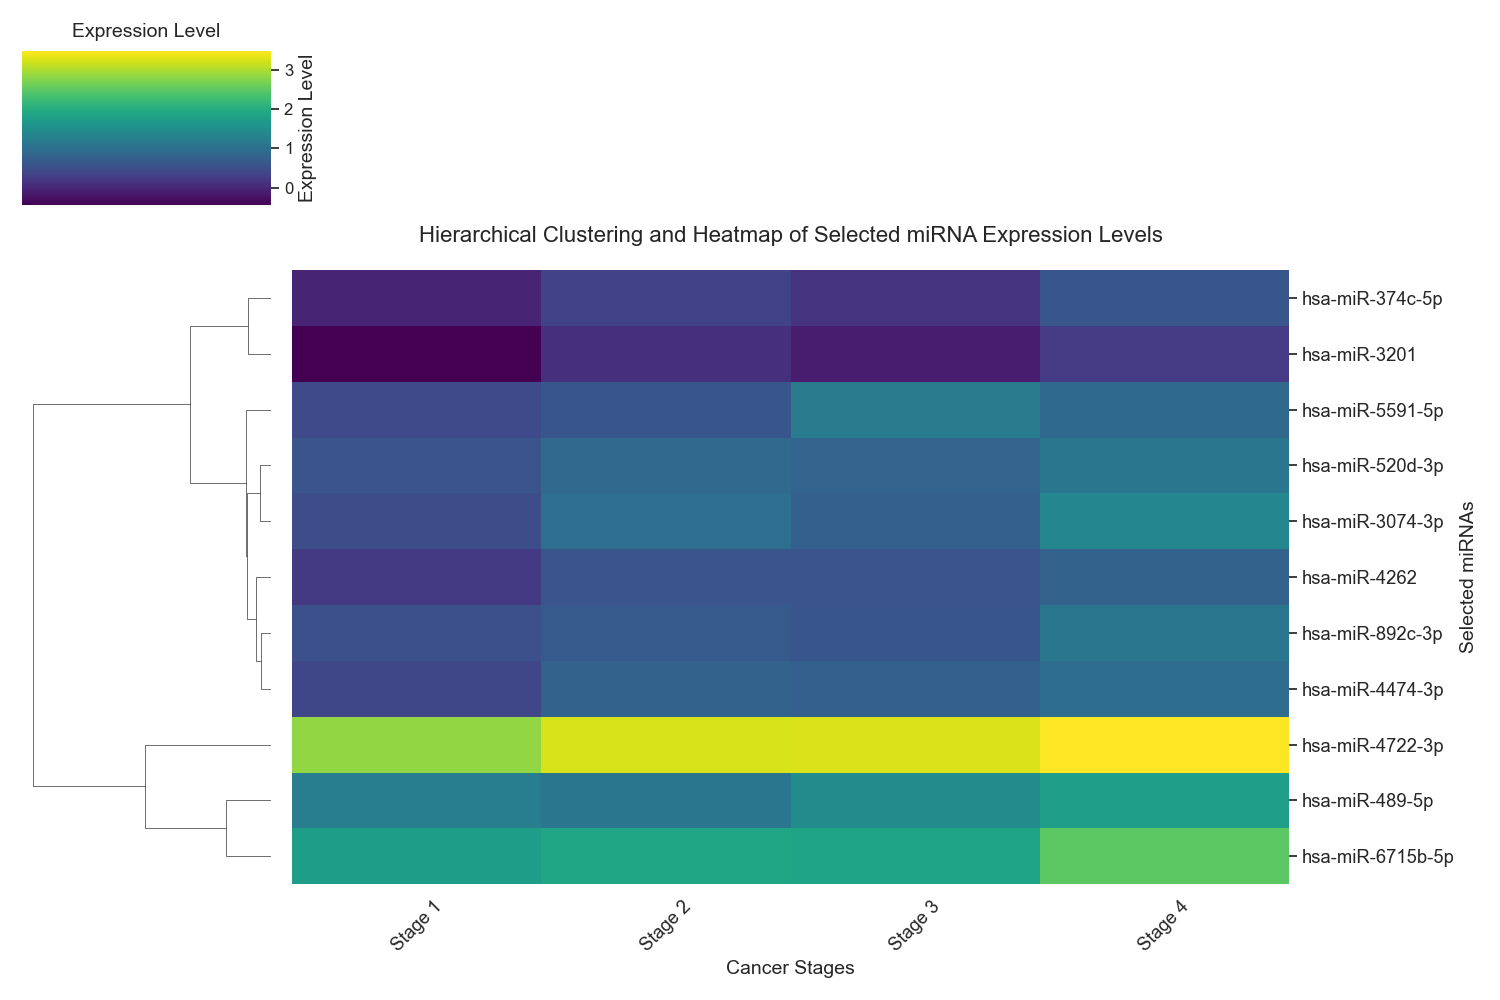 Expression Level
3
2
1
0
Expression Level
Hierarchical Clustering and Heatmap of Selected miRNA Expression Levels
hsa-miR-374c-5p
hsa-miR-3201
hsa-miR-5591-5p
hsa-miR-520d-3p
hsa-miR-3074-3p
hsa-miR-4262
hsa-miR-892c-3p
hsa-miR-4474-3p
hsa-miR-4722-3p
hsa-miR-489-5p
hsa-miR-6715b-5p
Selected miRNAs
Stage 1
Stage 2
Stage 3
Stage 4
Cancer Stages